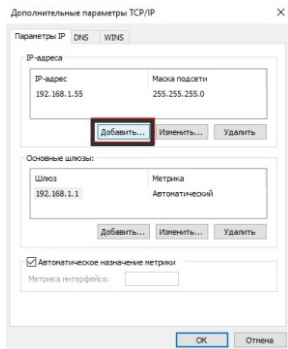 Дополнительные параметры TCP/IP
Параметры IP DNS WINS
IP-адреса
IP-адрес Маска подсети
192.168.1.55 255.255.255.0
Добавить... Изменить... Удалить
Основные шлюзы:
Шлюз Метрика
192.168.1.1 Автоматический
Добавить... Изменить... Удалить
Автоматическое назначение метрики
Метрика интерфейса:
ОК Отмена